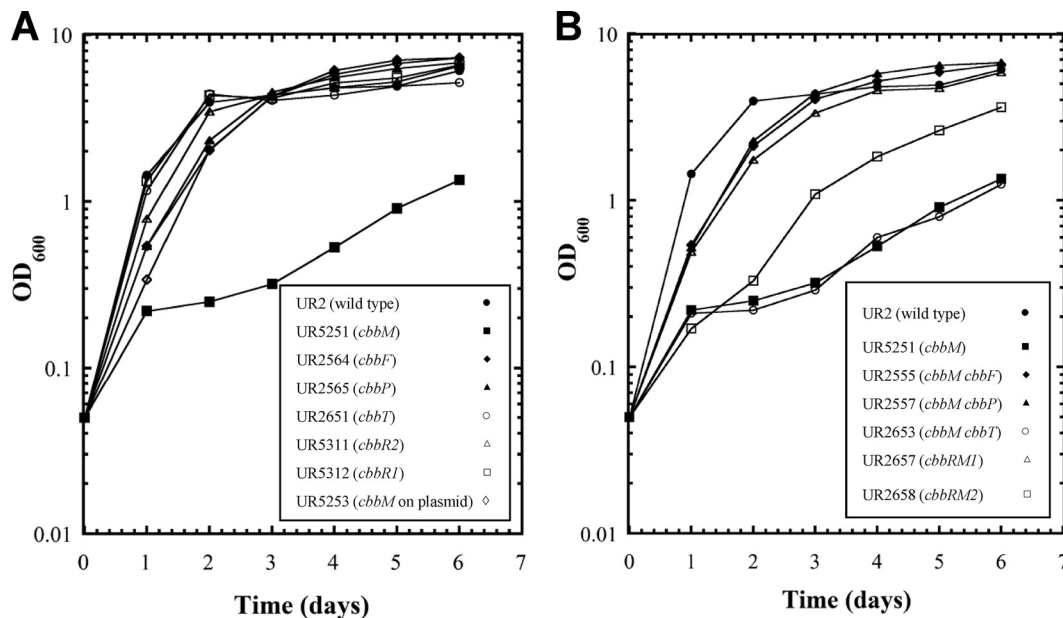 A
10
1
0.1
0.01
OD600
0 1 2 3 4 5 6 7
Time (days)
UR2 (wild type)
UR5251 (cbbM)
UR2564 (cbbF)
UR2565 (cbbP)
UR2651 (cbbT)
UR5311 (cbbR2)
UR5312 (cbbR1)
UR5253 (cbbM on plasmid)
B
10
1
0.1
0.01
OD600
0 1 2 3 4 5 6 7
Time (days)
UR2 (wild type)
UR5251 (cbbM)
UR2555 (cbbM cbbF)
UR2557 (cbbM cbbP)
UR2653 (cbbM cbbT)
UR2657 (cbbRM1)
UR2658 (cbbRM2)